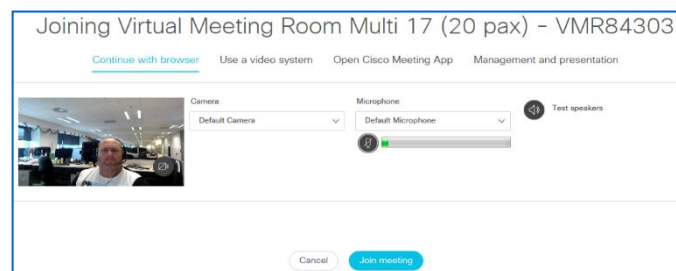 Joining Virtual Meeting Room Multi 17 (20 pax) - VMR84303
Continue with browser Use a video system Open Cisco Meeting App Management and presentation
Camera Microphone
Default Camera Default Microphone Test speakers
Cancel Join meeting